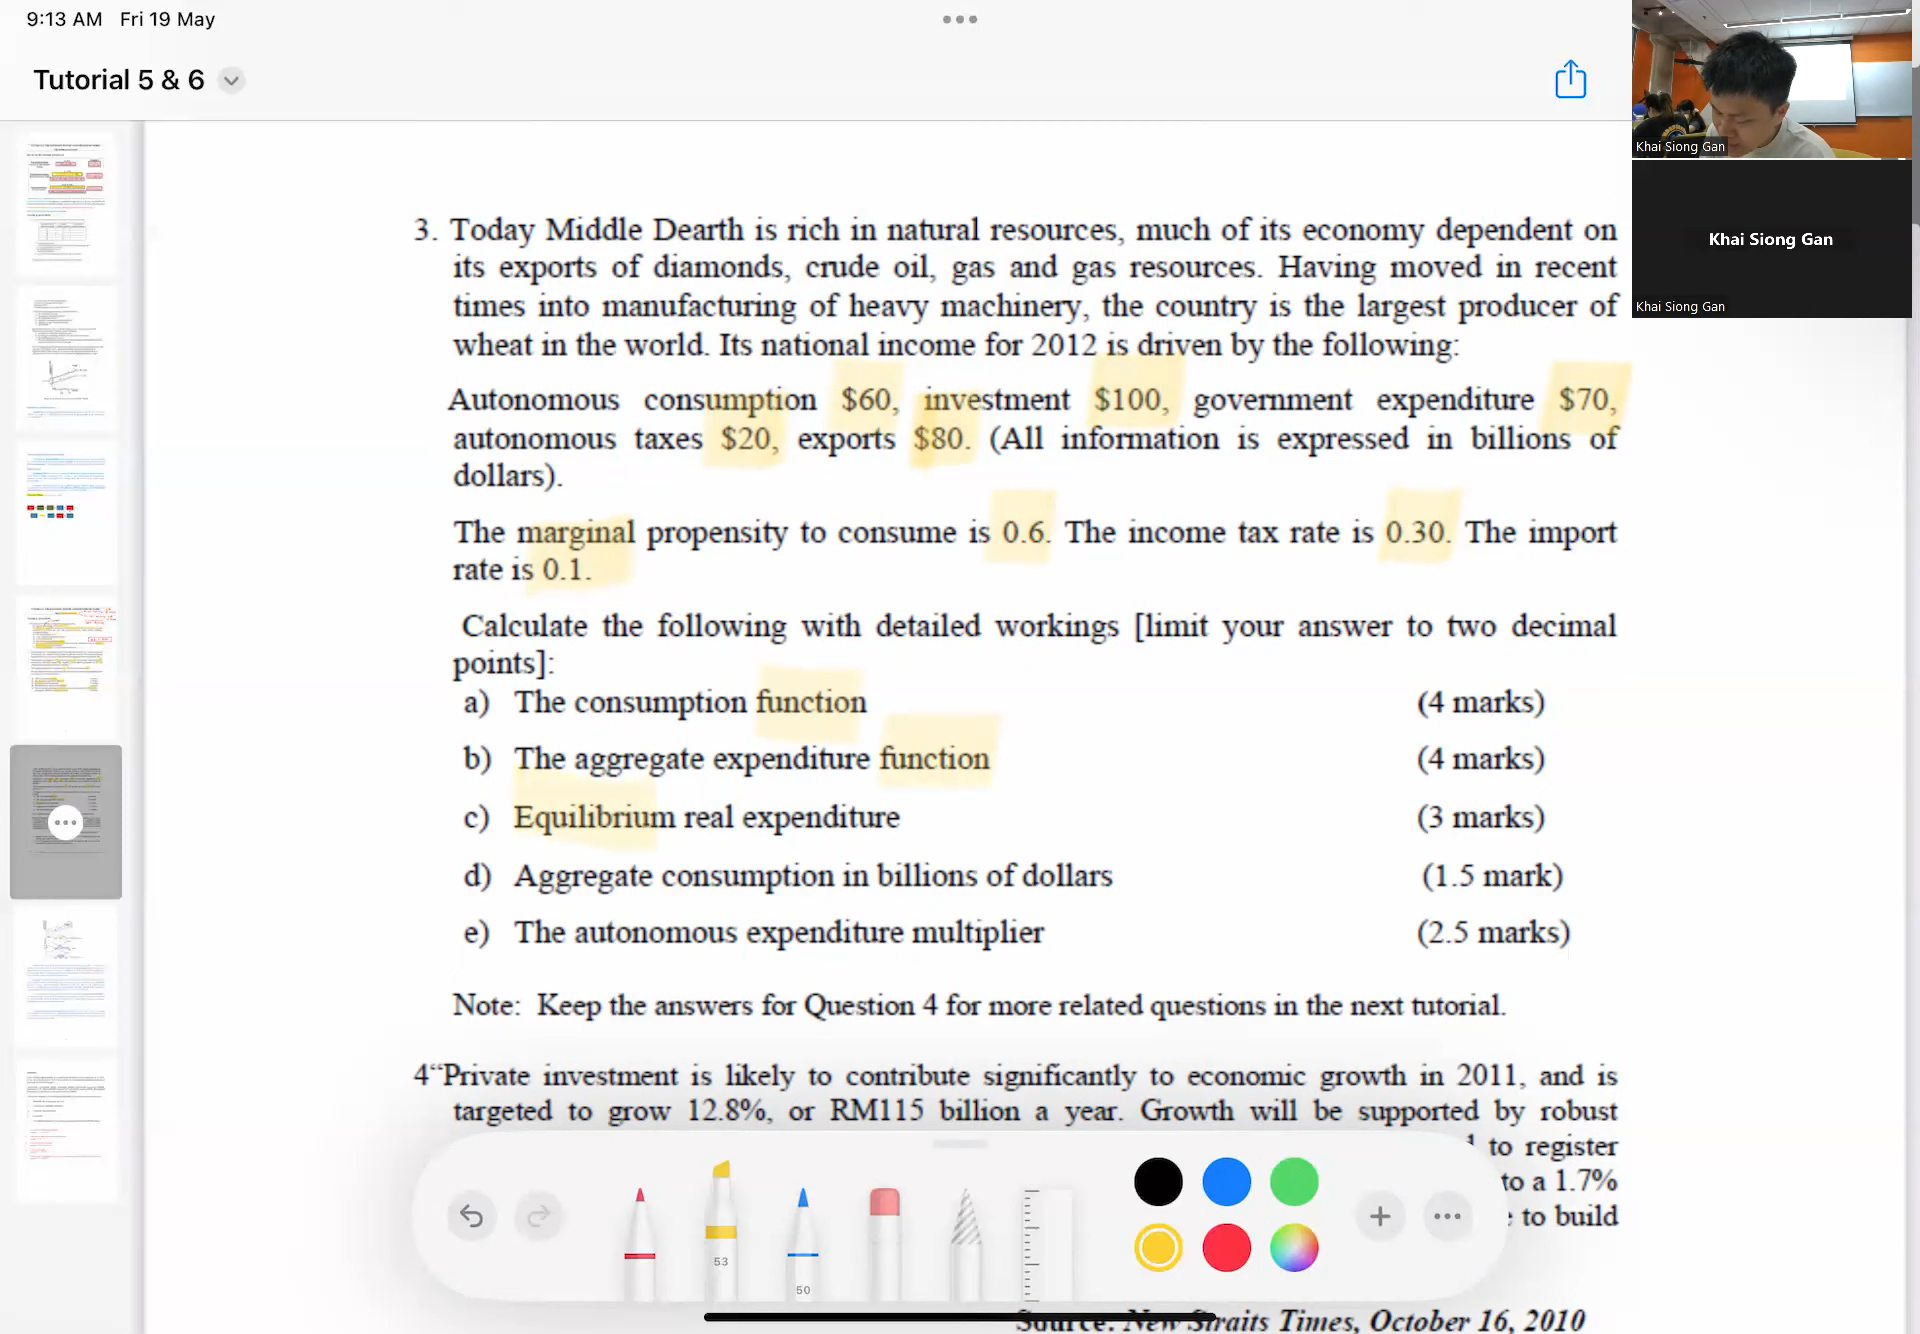 9:13 AM Fri 19 May
Tutorial 5 & 6
Khai Siong Gan
Khai Siong Gan
Khai Siong Gan
3. Today Middle Dearth is rich in natural resources, much of its economy dependent on
its exports of diamonds, crude oil, gas and gas resources. Having moved in recent
times into manufacturing of heavy machinery, the country is the largest producer of
wheat in the world. Its national income for 2012 is driven by the following:
Autonomous consumption $60, investment $100, government expenditure $70,
autonomous taxes $20, exports $80. (All information is expressed in billions of
dollars).
The marginal propensity to consume is 0.6. The income tax rate is 0.30. The import
rate is 0.1.
Calculate the following with detailed workings [limit your answer to two decimal
points]:
a) The consumption function (4 marks)
b) The aggregate expenditure function (4 marks)
c) Equilibrium real expenditure (3 marks)
d) Aggregate consumption in billions of dollars (1.5 mark)
e) The autonomous expenditure multiplier (2.5 marks)
Note: Keep the answers for Question 4 for more related questions in the next tutorial.
4“Private investment is likely to contribute significantly to economic growth in 2011, and is
targeted to grow 12.8%, or RM115 billion a year. Growth will be supported by robust
to register
to a 1.7%
to build
53
50
Source: New Straits Times, October 16, 2010